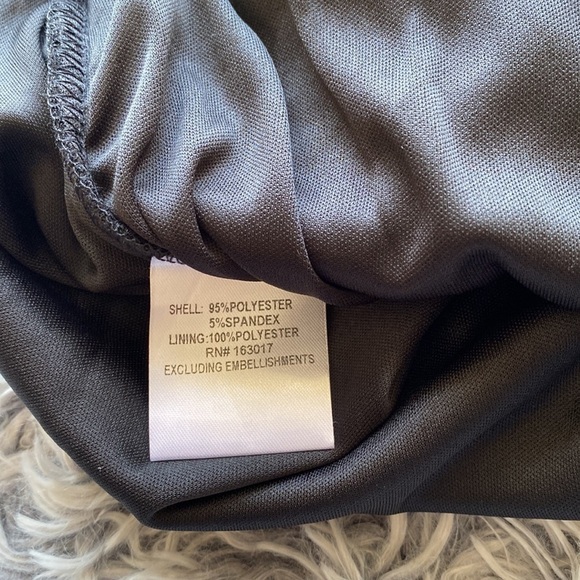 SHELL: 95%POLYESTER
5%SPANDEX
LINING:100%POLYESTER
RN# 163017
EXCLUDING EMBELLISHMENTS